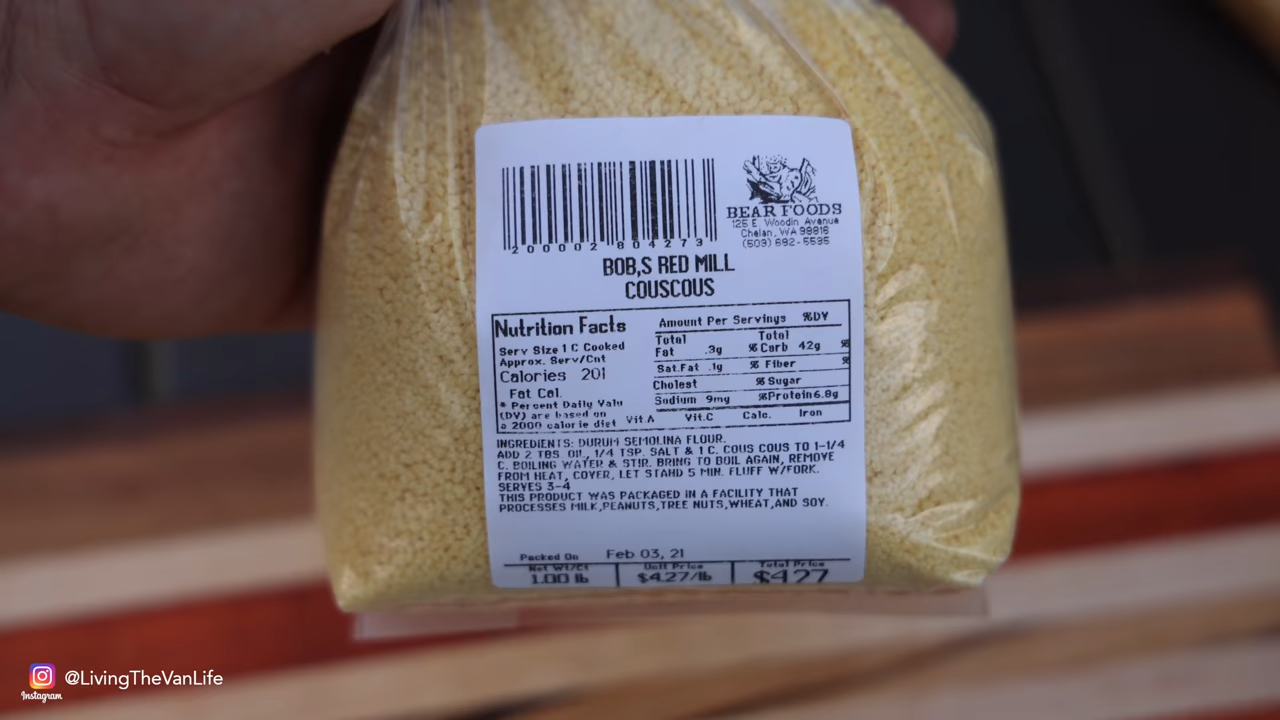 BEAR FOODS
125 E Woodin Avenue
Chelan, WA 98816
(509) 682-5535
200002 804273
BOB,S RED MILL
COUSCOUS
Nutrition Facts
Serv Size 1 C Cooked
Approx. Serv/Cnt
Calories 201
Fat Cal.
* Percent Daily Valu
(DV) are based on
a 2000 calorie diet
Amount Per Servings %DV
Total Fat .3g % Total Carb 42g %
Sat.Fat .1g % Fiber %
Cholest % Sugar
Sodium 9mg % Protein 6.8g
Vit A Vit.C Calc. Iron
INGREDIENTS: DURUM SEMOLINA FLOUR.
ADD 2 TBS. OIL, 1/4 TSP. SALT & 1 C. COUS COUS TO 1-1/4
C. BOILING WATER & STIR. BRING TO BOIL AGAIN, REMOVE
FROM HEAT, COVER, LET STAND 5 MIN. FLUFF W/FORK.
SERVES 3-4
THIS PRODUCT WAS PACKAGED IN A FACILITY THAT
PROCESSES MILK,PEANUTS,TREE NUTS,WHEAT,AND SOY.
Packed On Feb 03, 21
Net Wt/Ct Unit Price Total Price
1.00 lb $4.27/lb $4.27
@LivingTheVanLife
Instagram